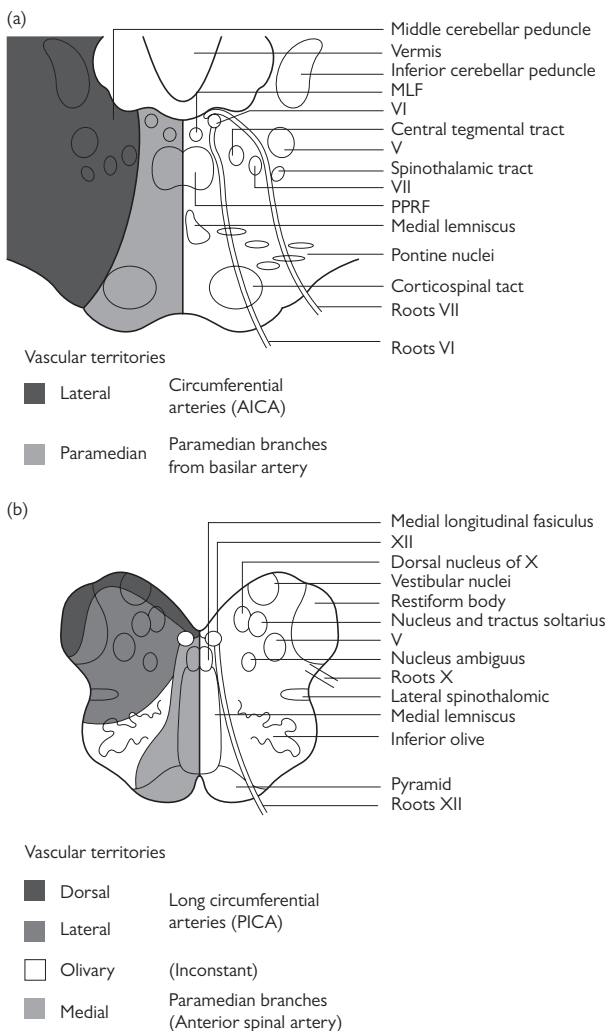 (a)
Middle cerebellar peduncle
Vermis
Inferior cerebellar peduncle
MLF
VI
Central tegmental tract
V
Spinothalamic tract
VII
PPRF
Medial lemniscus
Pontine nuclei
Corticospinal tact
Roots VII
Roots VI
Vascular territories
Lateral
Circumferential
arteries (AICA)
Paramedian
Paramedian branches
from basilar artery
(b)
Medial longitudinal fasiculus
XII
Dorsal nucleus of X
Vestibular nuclei
Restiform body
Nucleus and tractus soltarius
V
Nucleus ambiguus
Roots X
Lateral spinothalomic
Medial lemniscus
Inferior olive
Pyramid
Roots XII
Vascular territories
Dorsal
Lateral
Long circumferential
arteries (PICA)
Olivary
(Inconstant)
Medial
Paramedian branches
(Anterior spinal artery)